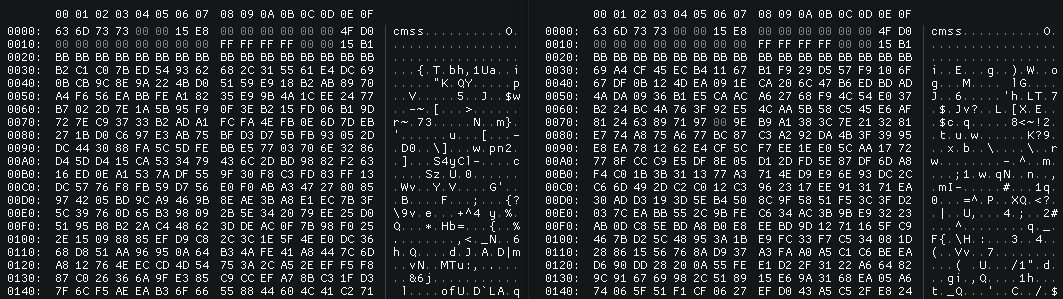 00 01 02 03 04 05 06 07 08 09 0A 0B 0C 0D 0E 0F
0000: 63 6D 73 73 00 00 15 E8 00 00 00 00 00 00 4F D0 cmss..........O.
0010: 00 00 00 00 00 00 00 00 FF FF FF FF 00 00 15 B1 ................
0020: BB BB BB BB BB BB BB BB BB BB BB BB BB BB BB BB ................
0030: B2 C1 C0 7B ED 54 93 62 68 2C 31 55 61 E4 DC 69 ...{.T.bh,1Ua..i
0040: 8B CB 9C 8E 9A 22 4B D0 51 59 E9 18 B2 AB 89 70 ....."K.QY.....p
0050: A4 F6 56 EA BB FE A1 82 35 E9 9B 4A 1C EE 24 77 ..V.....5..J..$w
0060: B7 02 2D 7E 1A 5B 95 F9 0F 3E B2 15 FD 06 B1 9D ..-~.[...>......
0070: 72 7E C9 37 33 B2 AD A1 FC FA 4E FB 0E 6D 7D EB r~.73.....N..m}.
0080: 27 1B D0 C6 97 E3 AB 75 BF D3 D7 5B FB 93 05 2D '......u...[...-
0090: DC 44 30 88 FA 5C 5D FE BB E5 77 03 70 6E 32 86 .D0..\]...w.pn2.
00A0: D4 5D D4 15 CA 53 34 79 43 6C 2D BD 98 82 F2 63 .]...S4yCl-....c
00B0: 16 ED 0E A1 53 7A DF 55 9F 30 F8 C3 FD 83 FF 13 ....Sz.U.0......
00C0: DC 57 76 F8 FB 59 D7 56 E0 F0 AB A3 47 27 80 85 .Wv..Y.V....G'..
00D0: 97 42 05 BD 9C A9 46 9B 8E AE 3B A8 E1 EC 7B 3F .B....F...;...{?
00E0: 5C 39 76 0D 65 B3 98 09 2B 5E 34 20 79 EE 25 D0 \9v.e...+^4 y.%.
00F0: 51 95 B8 B2 2A C4 48 62 3D DE AC 0F 7B 98 F0 25 Q...*.Hb=...{..%
0100: 2E 15 09 88 85 EF D9 C8 2C 3C 1E 5F 4E E0 DC 36 ........,<._N..6
0110: 68 D8 51 AA 96 95 0A 64 B3 4A FE 41 A8 44 7C 6D h.Q....d.J.A.D|m
0120: A8 12 76 4E EC CD 4D 54 75 3A 2C C5 2E EF F5 F8 ..vN..MTu:,.....
0130: 87 C0 26 36 6A 9F E3 85 C9 CC EF A7 8B C3 1F D3 ..&6j...........
0140: 7F 6C F5 AE EA B3 6F 66 55 88 44 60 4C 41 C2 71 .l....ofU.D`LA.q
00 01 02 03 04 05 06 07 08 09 0A 0B 0C 0D 0E 0F
0000: 63 6D 73 73 00 00 15 E8 00 00 00 00 00 00 4F D0 cmss..........O.
0010: 00 00 00 00 00 00 00 00 FF FF FF FF 00 00 15 B1 ................
0020: BB BB BB BB BB BB BB BB BB BB BB BB BB BB BB BB ................
0030: 69 A4 CF 45 EC B4 11 67 B1 F9 29 D5 57 F9 10 6F i..E...g..).W..o
0040: 67 DF 0B 12 4D EA 09 1E CA 20 6C 47 B6 ED BD AD g...M.... lG....
0050: 4A DA 09 36 B1 E5 CA AC A6 27 68 F9 4C 54 E0 37 J..6.....'h.LT.7
0060: B2 24 BC 4A 76 3F 92 E5 4C AA 5B 58 C5 45 E6 AF .$.Jv?..L.[X.E..
0070: 81 24 63 89 71 97 00 9E B9 A1 38 3C 7E 21 32 81 .$c.q.....8<~!2.
0080: E7 74 A8 75 A6 77 BC 87 C3 A2 92 DA 4B 3F 39 95 .t.u.w......K?9.
0090: E8 EA 78 12 62 E4 CF 5C F7 EE 1E E0 5C AA 17 72 ..x.b..\....\..r
00A0: 77 8F CC C9 E5 DF 8E 05 D1 2D FD 5E 87 DF 6D A8 w........-.^..m.
00B0: F4 C0 1B 3B 31 13 77 A3 71 4E D9 E9 6E 93 DC 2C ...;1.w.qN..n..,
00C0: C6 6D 49 2D C2 C0 12 C3 96 23 17 EE 91 31 71 EA .mI-.....#...1q.
00D0: 30 AD D3 19 3D 5E B4 50 8C 9F 58 51 F5 3C 3F D2 0...=^.P..XQ.<?.
00E0: 03 7C EA BB 55 2C 9B FE C6 34 AC 3B 9B E9 32 23 .|..U,...4.;..2#
00F0: AB 0D C8 5E BD A8 B0 E8 EE BD 9D 12 71 16 5F C9 ...^........q._.
0100: 46 7B D2 5C 48 95 3A 1B E9 FC 33 F7 C5 34 08 1D F{.\H.:...3..4..
0110: 28 86 15 56 76 8A D9 37 A3 FA A0 A5 C1 C6 BE EA (..Vv..7........
0120: D6 90 DD 28 20 DA 55 FE E1 D2 2F 31 22 A6 64 82 ...( .U.../1".d.
0130: 9C 91 67 69 98 2C 51 89 15 E6 9A 31 68 EA 05 A6 ..gi.,Q....1h...
0140: 74 06 5F 51 F1 CF 06 27 EF D0 43 A5 C5 2F E8 24 t._Q...'..C../.$